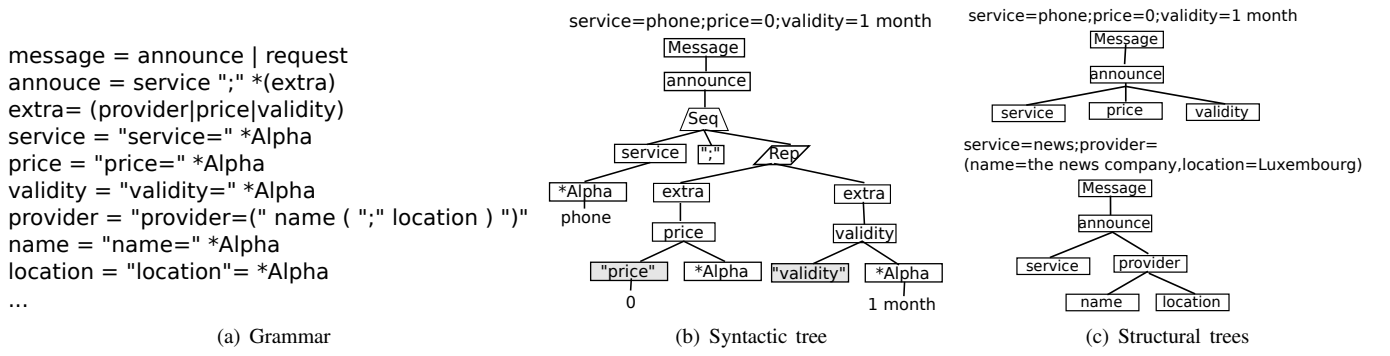 message = announce | request
annouce = service ";" *(extra)
extra= (provider|price|validity)
service = "service=" *Alpha
price = "price=" *Alpha
validity = "validity=" *Alpha
provider = "provider=(" name ( ";" location ) ")"
name = "name=" *Alpha
location = "location"= *Alpha
...
(a) Grammar
service=phone;price=0;validity=1 month
Message
announce
Seq
service ";" Rep
*Alpha extra extra
phone
price validity
"price" *Alpha "validity" *Alpha
0 1 month
(b) Syntactic tree
service=phone;price=0;validity=1 month
Message
announce
service price validity
service=news;provider=
(name=the news company,location=Luxembourg)
Message
announce
service provider
name location
(c) Structural trees